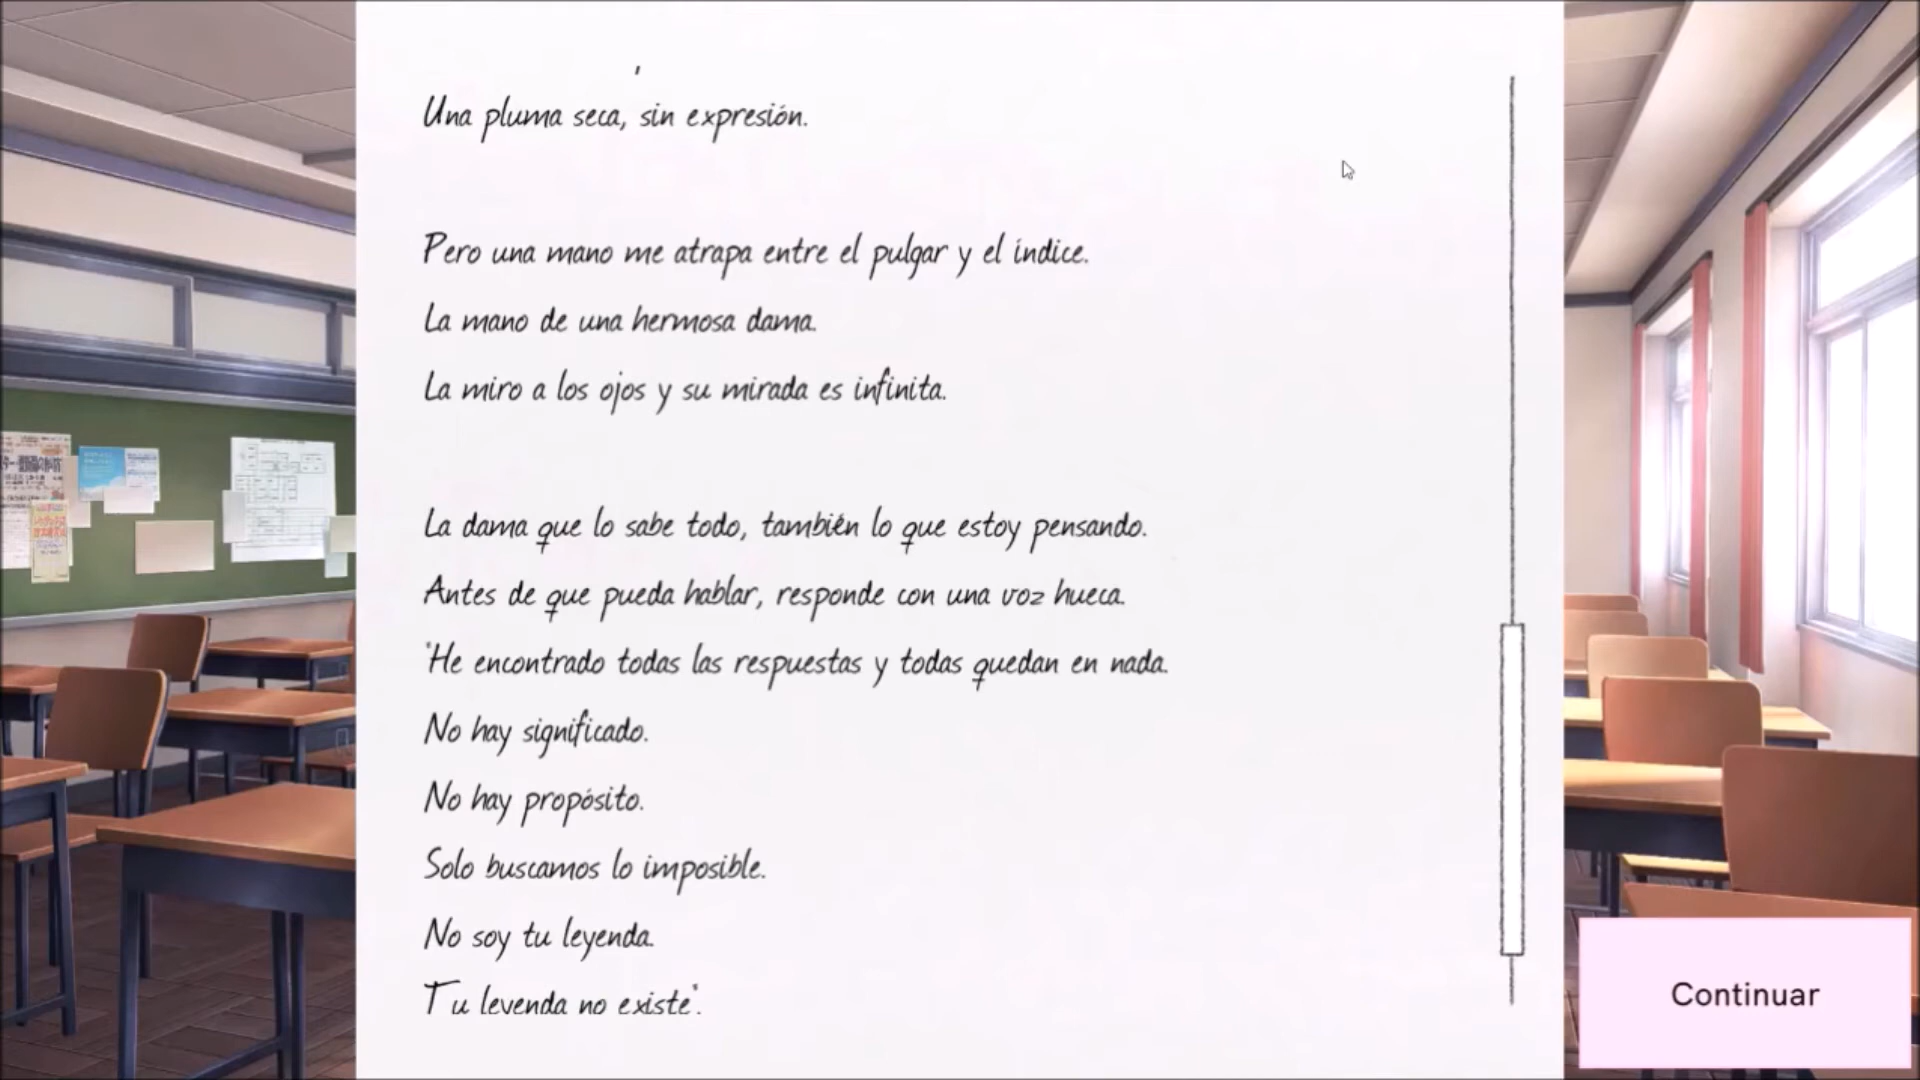 Una pluma seca, sin expresión.
Pero una mano me atrapa entre el pulgar y el índice.
La mano de una hermosa dama.
La miro a los ojos y su mirada es infinita.
La dama que lo sabe todo, también lo que estoy pensando.
Antes de que pueda hablar, responde con una voz hueca.
"He encontrado todas las respuestas y todas quedan en nada.
No hay significado.
No hay propósito.
Solo buscamos lo imposible.
No soy tu leyenda.
Tu leyenda no existe".
Continuar